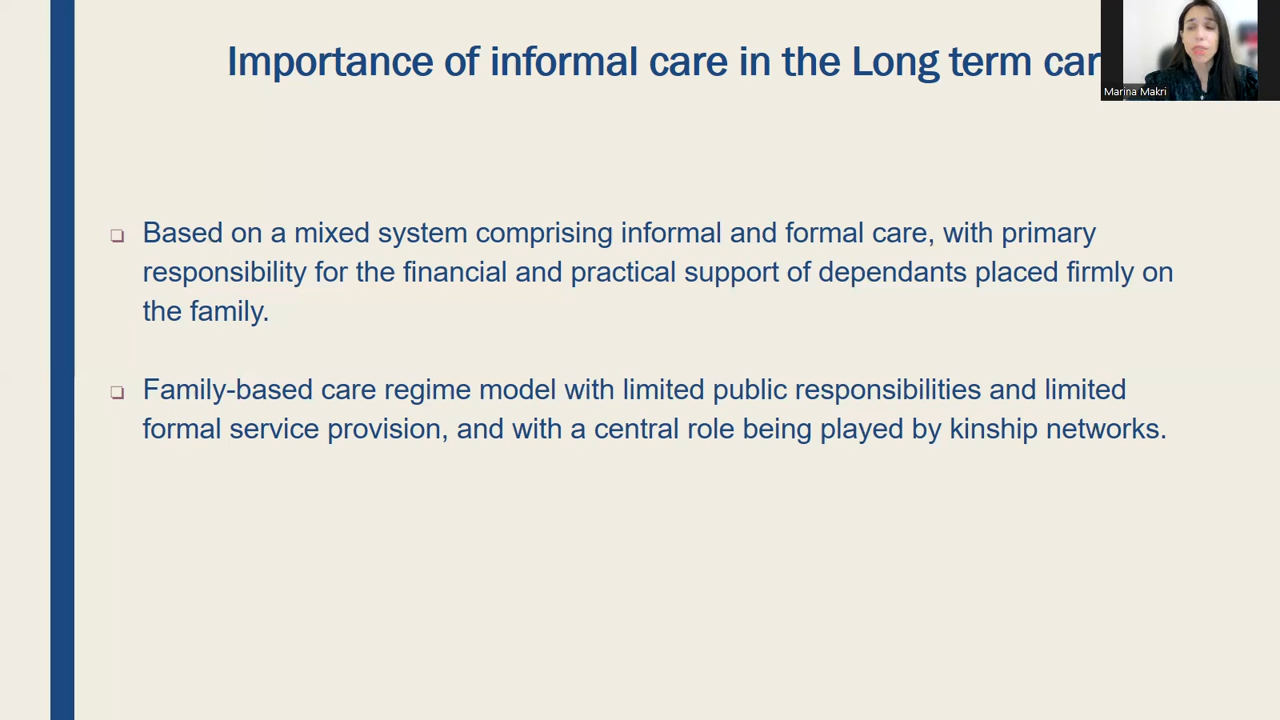 Importance of informal care in the Long term car
Marina Makri
Based on a mixed system comprising informal and formal care, with primary
responsibility for the financial and practical support of dependants placed firmly on
the family.
Family-based care regime model with limited public responsibilities and limited
formal service provision, and with a central role being played by kinship networks.